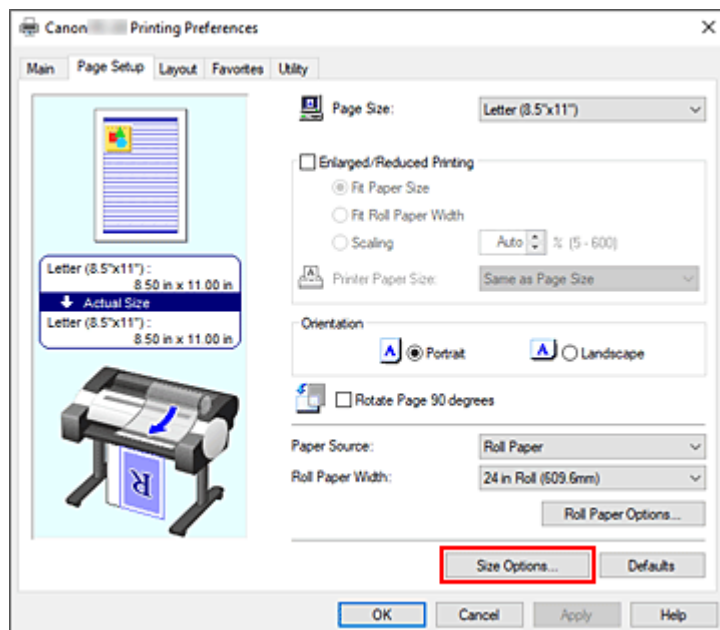 Canon Printing Preferences
Main Page Setup Layout Favorites Utility
Page Size: Letter (8.5"x11")
Enlarged/Reduced Printing
Fit Paper Size
Fit Roll Paper Width
Scaling Auto % (5 - 600)
Printer Paper Size: Same as Page Size
Letter (8.5"x11") :
8.50 in x 11.00 in
Actual Size
Letter (8.5"x11") :
8.50 in x 11.00 in
Orientation
A Portrait A Landscape
Rotate Page 90 degrees
Paper Source: Roll Paper
Roll Paper Width: 24 in Roll (609.6mm)
Roll Paper Options...
R
Size Options... Defaults
OK Cancel Apply Help